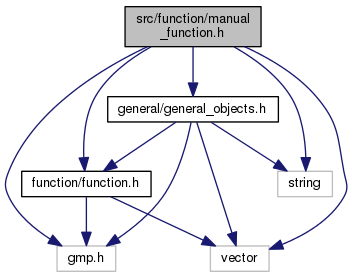 src/function/manual
_function.h
general/general_objects.h
function/function.h
string
gmp.h
vector